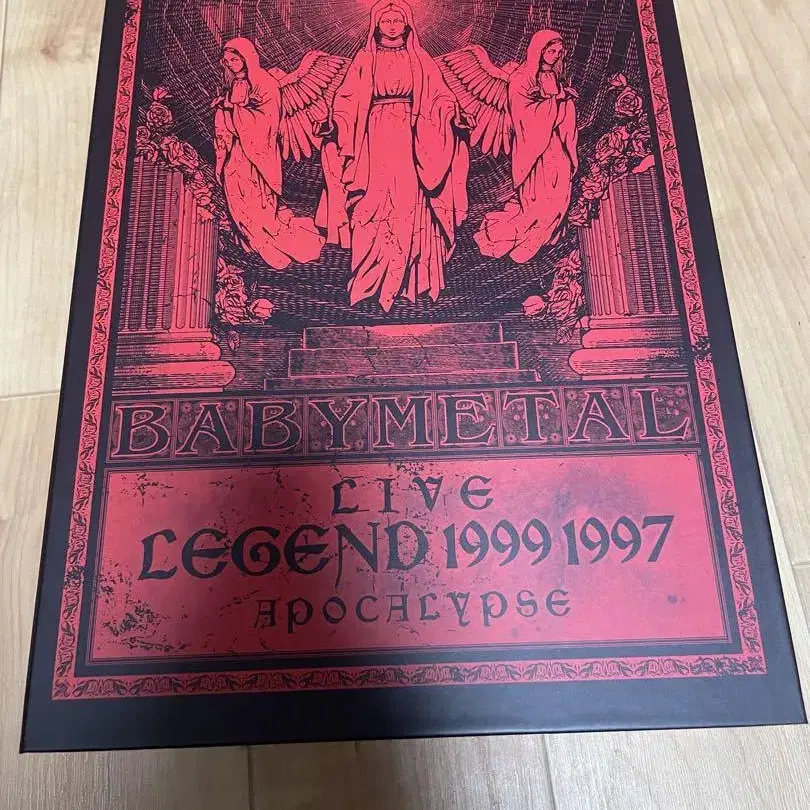 BABYMETAL
LIVE
LEGEND 1999 1997
APOCALYPSE